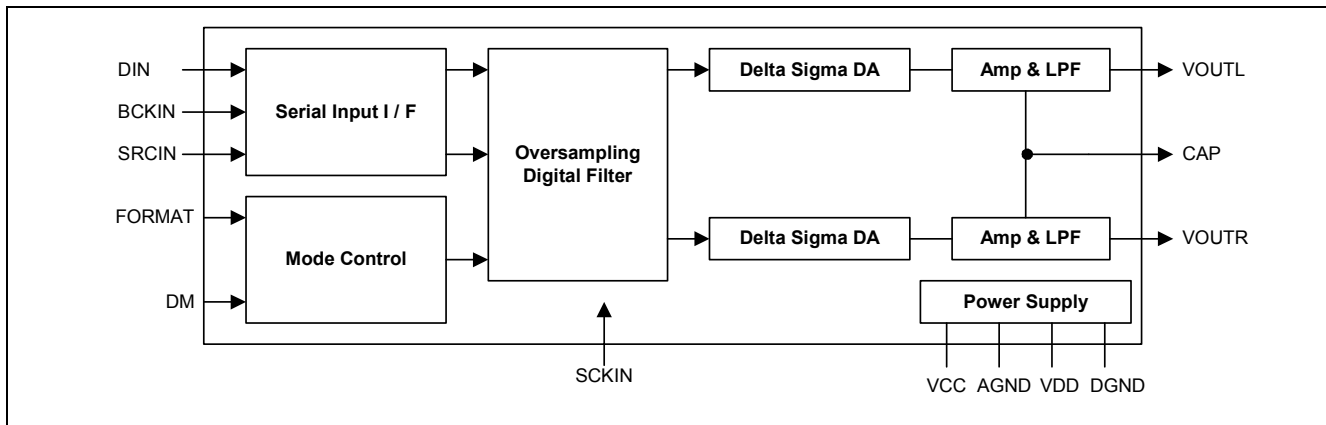 DIN
BCKIN
SRCIN
FORMAT
DM
Serial Input I / F
Mode Control
Oversampling
Digital Filter
SCKIN
Delta Sigma DA
Amp & LPF
VOUTL
CAP
Delta Sigma DA
Amp & LPF
VOUTR
Power Supply
VCC AGND VDD DGND